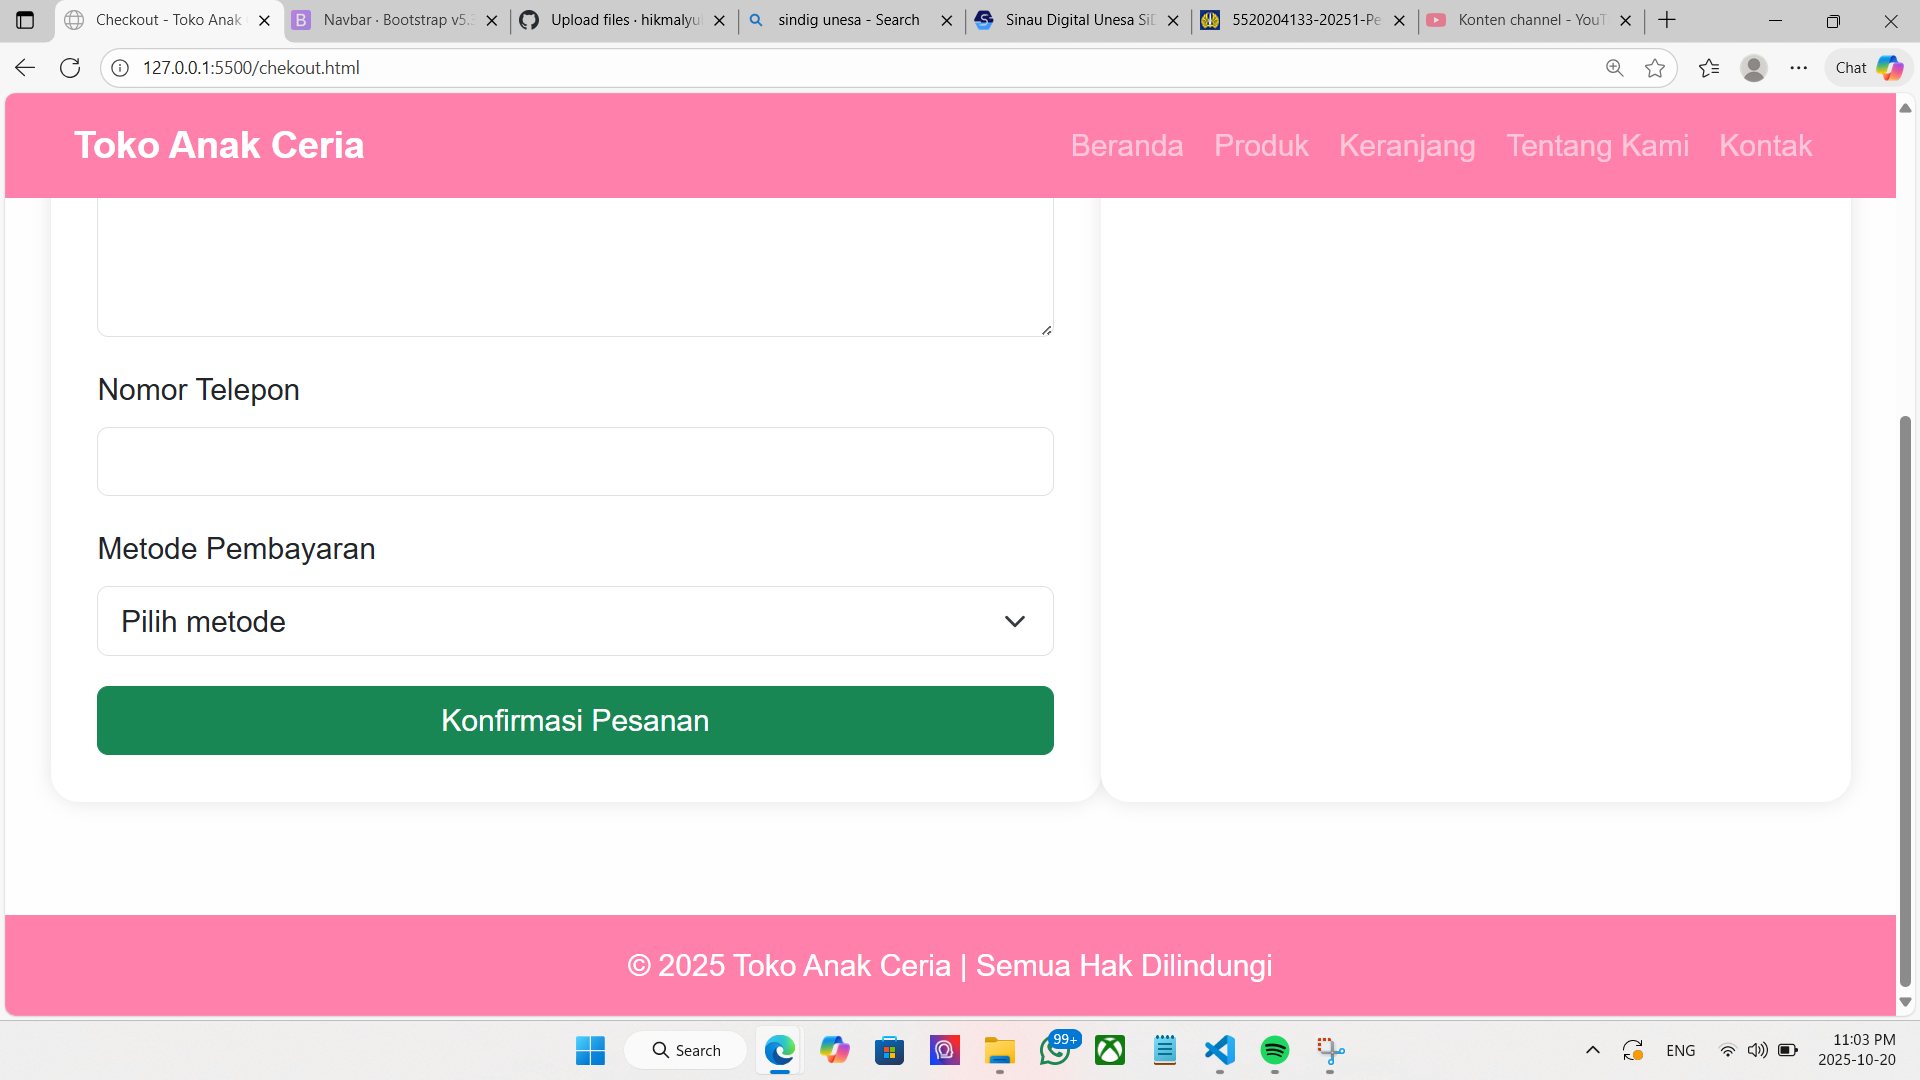 Checkout - Toko Anak
Navbar · Bootstrap v5.3
Upload files · hikmalyu
sindig unesa - Search
Sinau Digital Unesa SiD
5520204133-20251-Pe
Konten channel - YouT
127.0.0.1:5500/chekout.html
Chat
Toko Anak Ceria
Beranda Produk Keranjang Tentang Kami Kontak
Nomor Telepon
Metode Pembayaran
Pilih metode
Konfirmasi Pesanan
© 2025 Toko Anak Ceria | Semua Hak Dilindungi
Search
99+
ENG
11:03 PM
2025-10-20